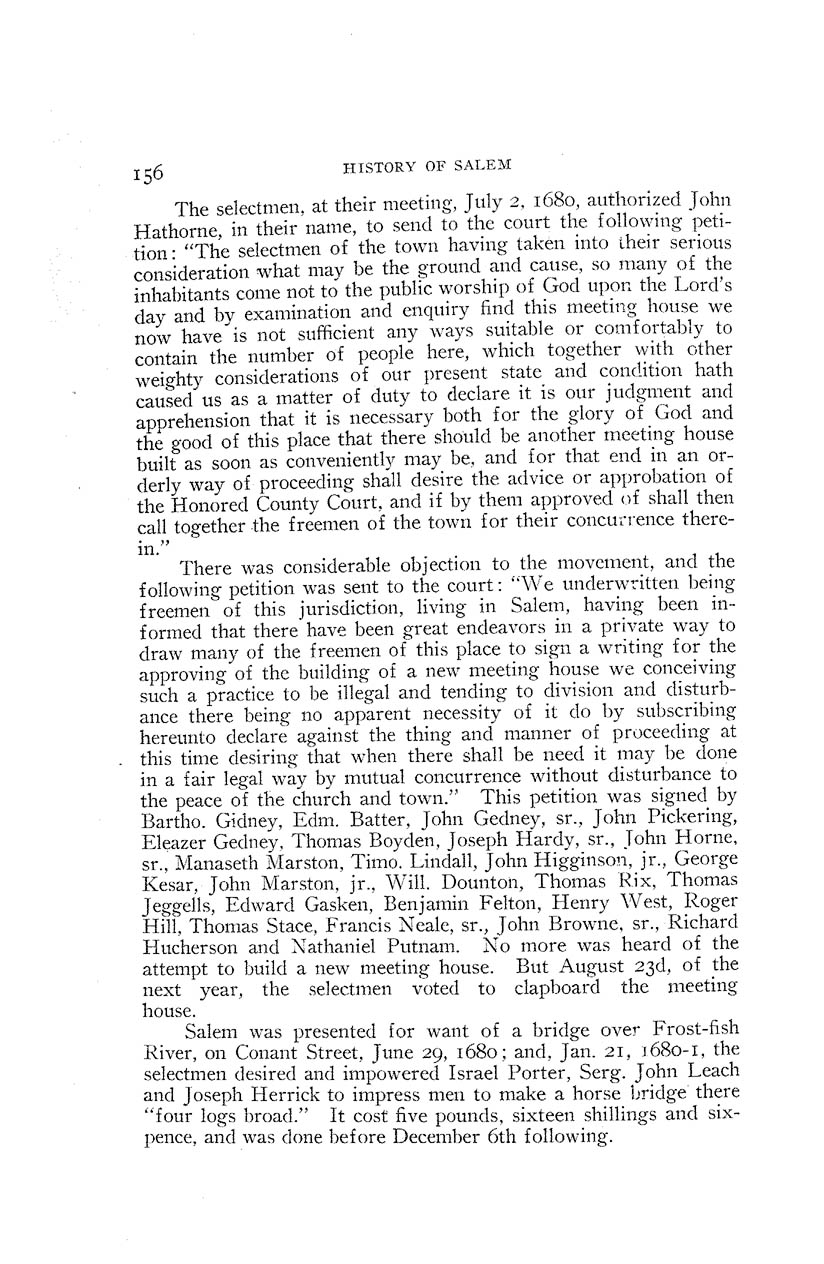 156
HISTORY OF SALEM
The selectmen, at their meeting, July 2, 1680, authorized John
Hathorne, in their name, to send to the court the following peti-
tion: "The selectmen of the town having taken into their serious
consideration what may be the ground and cause, so many of the
inhabitants come not to the public worship of God upon the Lord's
day and by examination and enquiry find this meeting house we
now have is not sufficient any ways suitable or comfortably to
contain the number of people here, which together with other
weighty considerations of our present state and condition hath
caused us as a matter of duty to declare it is our judgment and
apprehension that it is necessary both for the glory of God and
the good of this place that there should be another meeting house
built as soon as conveniently may be, and for that end in an or-
derly way of proceeding shall desire the advice or approbation of
the Honored County Court, and if by them approved of shall then
call together the freemen of the town for their concurrence there-
in."
There was considerable objection to the movement, and the
following petition was sent to the court: "We underwritten being
freemen of this jurisdiction, living in Salem, having been in-
formed that there have been great endeavors in a private way to
draw many of the freemen of this place to sign a writing for the
approving of the building of a new meeting house we conceiving
such a practice to be illegal and tending to division and disturb-
ance there being no apparent necessity of it do by subscribing
hereunto declare against the thing and manner of proceeding at
this time desiring that when there shall be need it may be done
in a fair legal way by mutual concurrence without disturbance to
the peace of the church and town." This petition was signed by
Bartho. Gidney, Edm. Batter, John Gedney, sr., John Pickering,
Eleazer Gedney, Thomas Boyden, Joseph Hardy, sr., John Horne,
sr., Manaseth Marston, Timo. Lindall, John Higginson, jr., George
Kesar, John Marston, jr., Will. Dounton, Thomas Rix, Thomas
Jeggells, Edward Gasken, Benjamin Felton, Henry West, Roger
Hill, Thomas Stace, Francis Neale, sr., John Browne, sr., Richard
Hucherson and Nathaniel Putnam. No more was heard of the
attempt to build a new meeting house. But August 23d, of the
next year, the selectmen voted to clapboard the meeting
house.
Salem was presented for want of a bridge over Frost-fish
River, on Conant Street, June 29, 1680; and, Jan. 21, 1680-1, the
selectmen desired and impowered Israel Porter, Serg. John Leach
and Joseph Herrick to impress men to make a horse bridge there
"four logs broad." It cost five pounds, sixteen shillings and six-
pence, and was done before December 6th following.